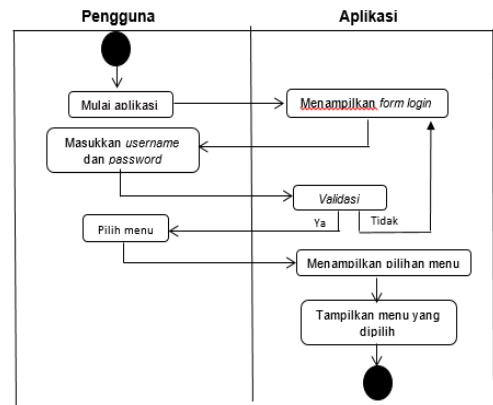 Pengguna
Aplikasi
Mulai aplikasi
Menampilkan form login
Masukkan username
dan password
Validasi
Ya
Tidak
Pilih menu
Menampilkan pilihan menu
Tampilkan menu yang
dipilih